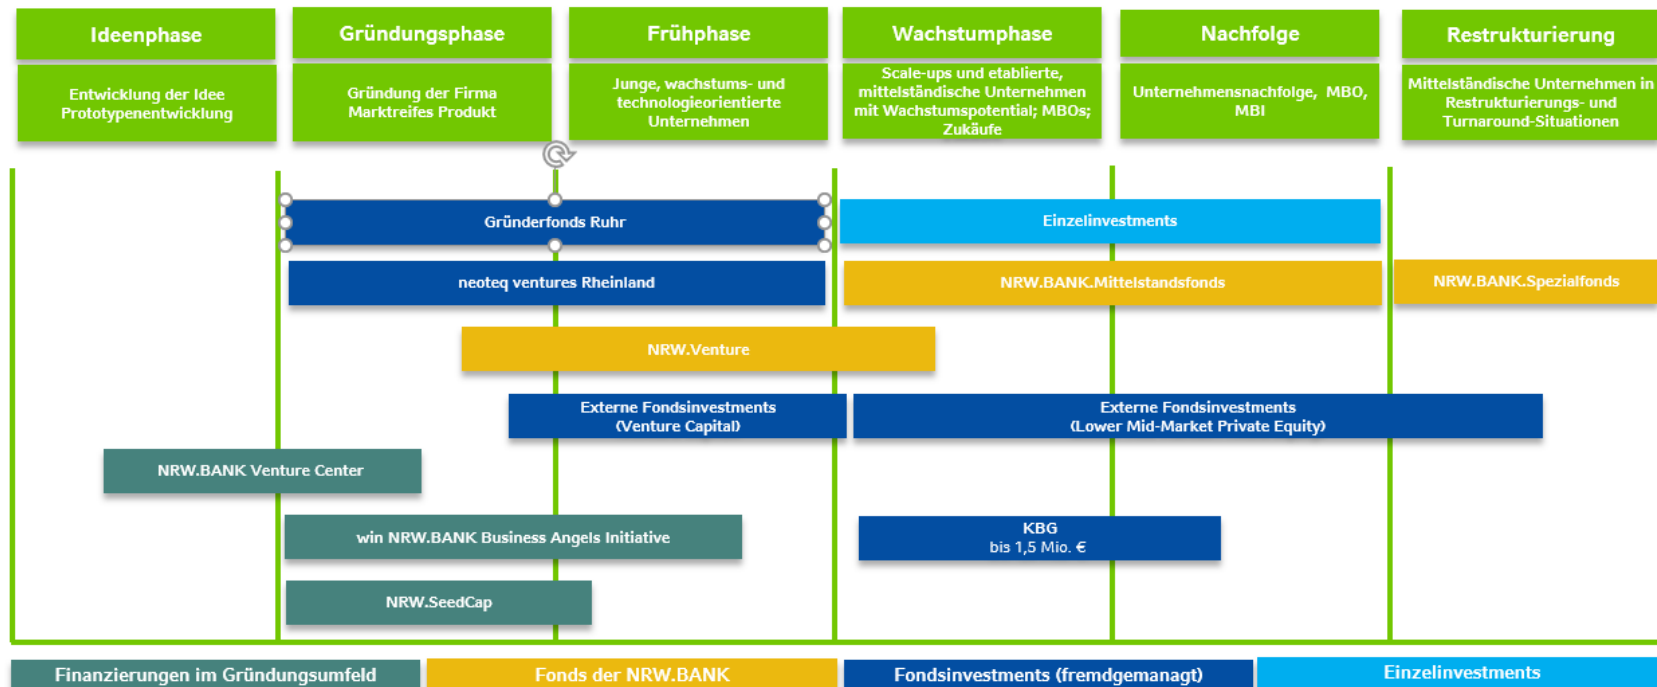 Ideenphase
Gründungsphase
Frühphase
Wachstumphase
Nachfolge
Restrukturierung
Entwicklung der Idee
Prototypenentwicklung
Gründung der Firma
Marktreifes Produkt
Junge, wachstums- und
technologieorientierte
Unternehmen
Scale-ups und etablierte,
mittelständische Unternehmen
mit Wachstumspotential; MBOs;
Zukäufe
Unternehmensnachfolge, MBO,
MBI
Mittelständische Unternehmen in
Restrukturierungs- und
Turnaround-Situationen
Gründerfonds Ruhr
Einzelinvestments
neoteq ventures Rheinland
NRW.BANK.Mittelstandsfonds
NRW.BANK.Spezialfonds
NRW.Venture
Externe Fondsinvestments
(Venture Capital)
Externe Fondsinvestments
(Lower Mid-Market Private Equity)
NRW.BANK Venture Center
win NRW.BANK Business Angels Initiative
KBG
bis 1,5 Mio. €
NRW.SeedCap
Finanzierungen im Gründungsumfeld
Fonds der NRW.BANK
Fondsinvestments (fremdgemanagt)
Einzelinvestments